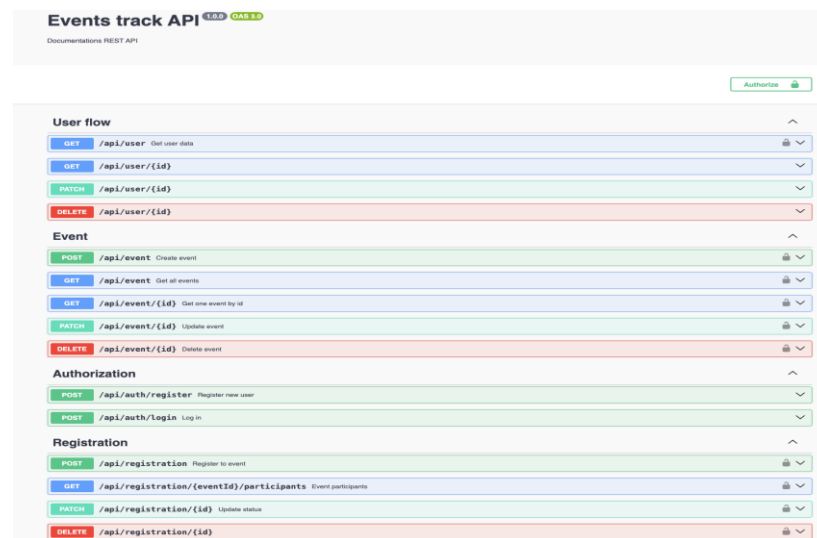 Events track API 1.0.0 OAS 3.0
Documentations REST API
Authorize
User flow
GET /api/user Get user data
GET /api/user/{id}
PATCH /api/user/{id}
DELETE /api/user/{id}
Event
POST /api/event Create event
GET /api/event Get all events
GET /api/event/{id} Get one event by id
PATCH /api/event/{id} Update event
DELETE /api/event/{id} Delete event
Authorization
POST /api/auth/register Register new user
POST /api/auth/login Log in
Registration
POST /api/registration Register to event
GET /api/registration/{eventId}/participants Event participants
PATCH /api/registration/{id} Update status
DELETE /api/registration/{id}